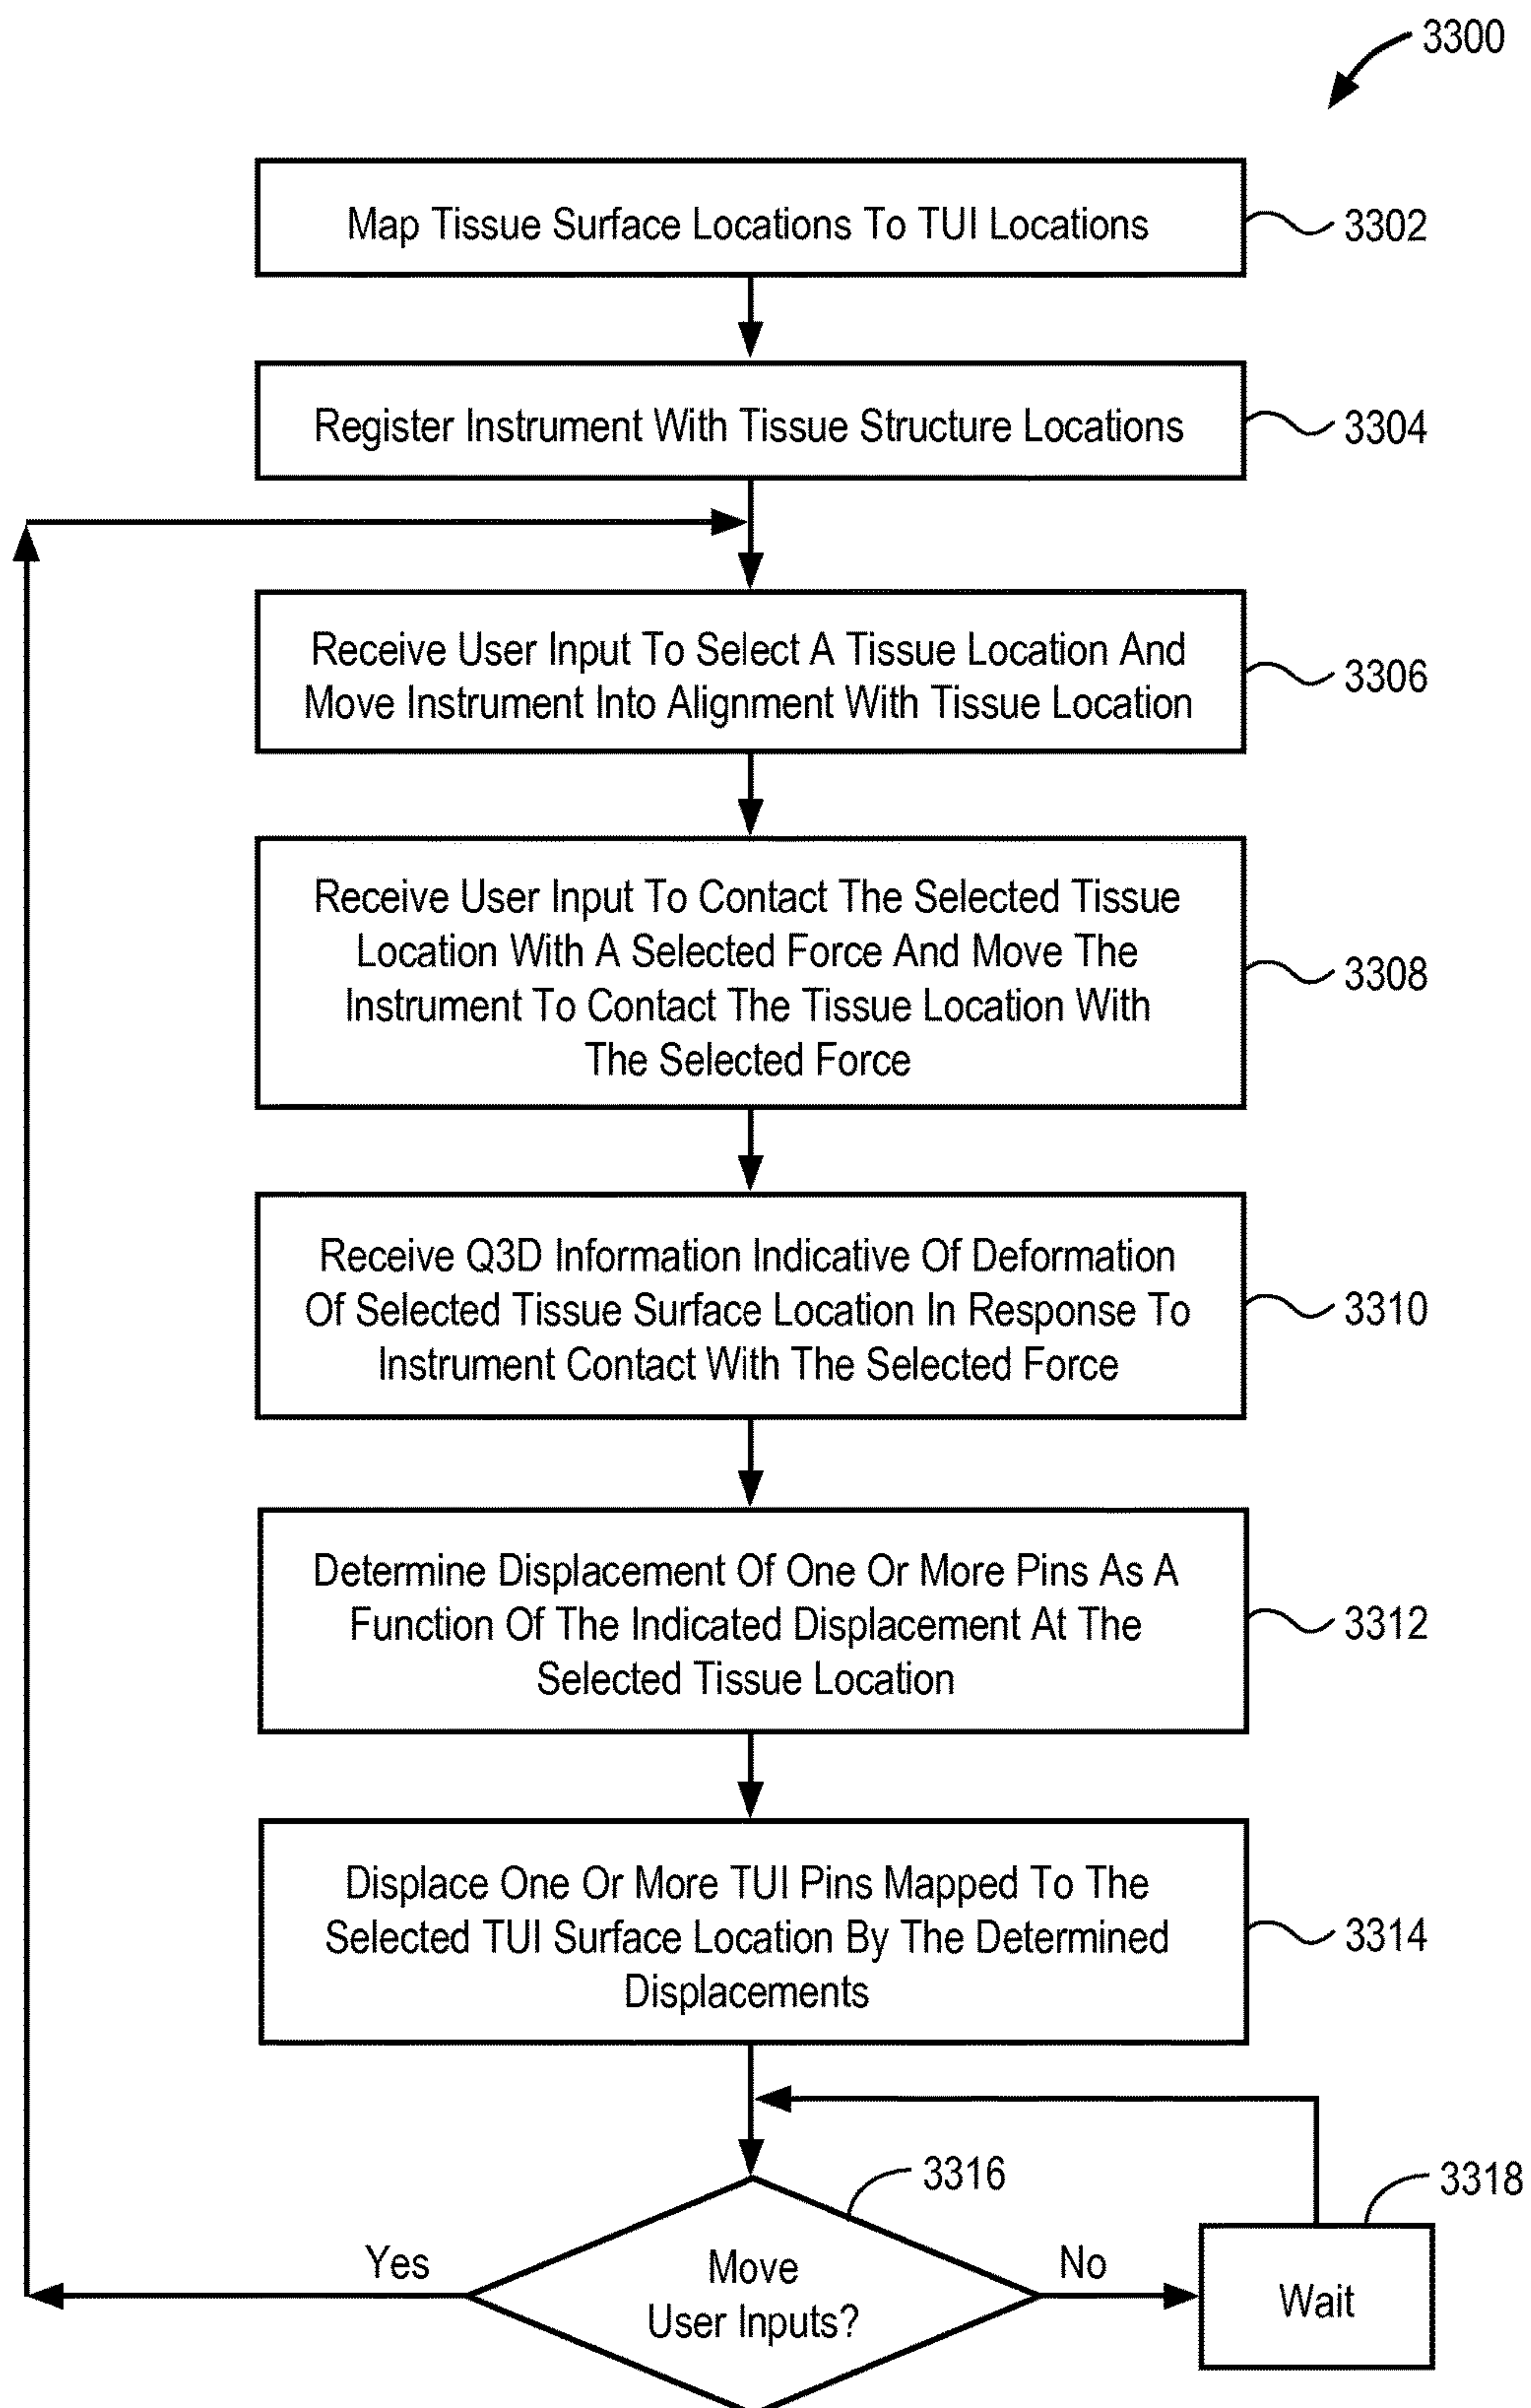 3300
Map Tissue Surface Locations To TUI Locations
3302
Register Instrument With Tissue Structure Locations
3304
Receive User Input To Select A Tissue Location And
Move Instrument Into Alignment With Tissue Location
3306
Receive User Input To Contact The Selected Tissue
Location With A Selected Force And Move The
Instrument To Contact The Tissue Location With
The Selected Force
3308
Receive Q3D Information Indicative Of Deformation
Of Selected Tissue Surface Location In Response To
Instrument Contact With The Selected Force
3310
Determine Displacement Of One Or More Pins As A
Function Of The Indicated Displacement At The
Selected Tissue Location
3312
Displace One Or More TUI Pins Mapped To The
Selected TUI Surface Location By The Determined
Displacements
3314
3316
Move
User Inputs?
Yes
No
3318
Wait